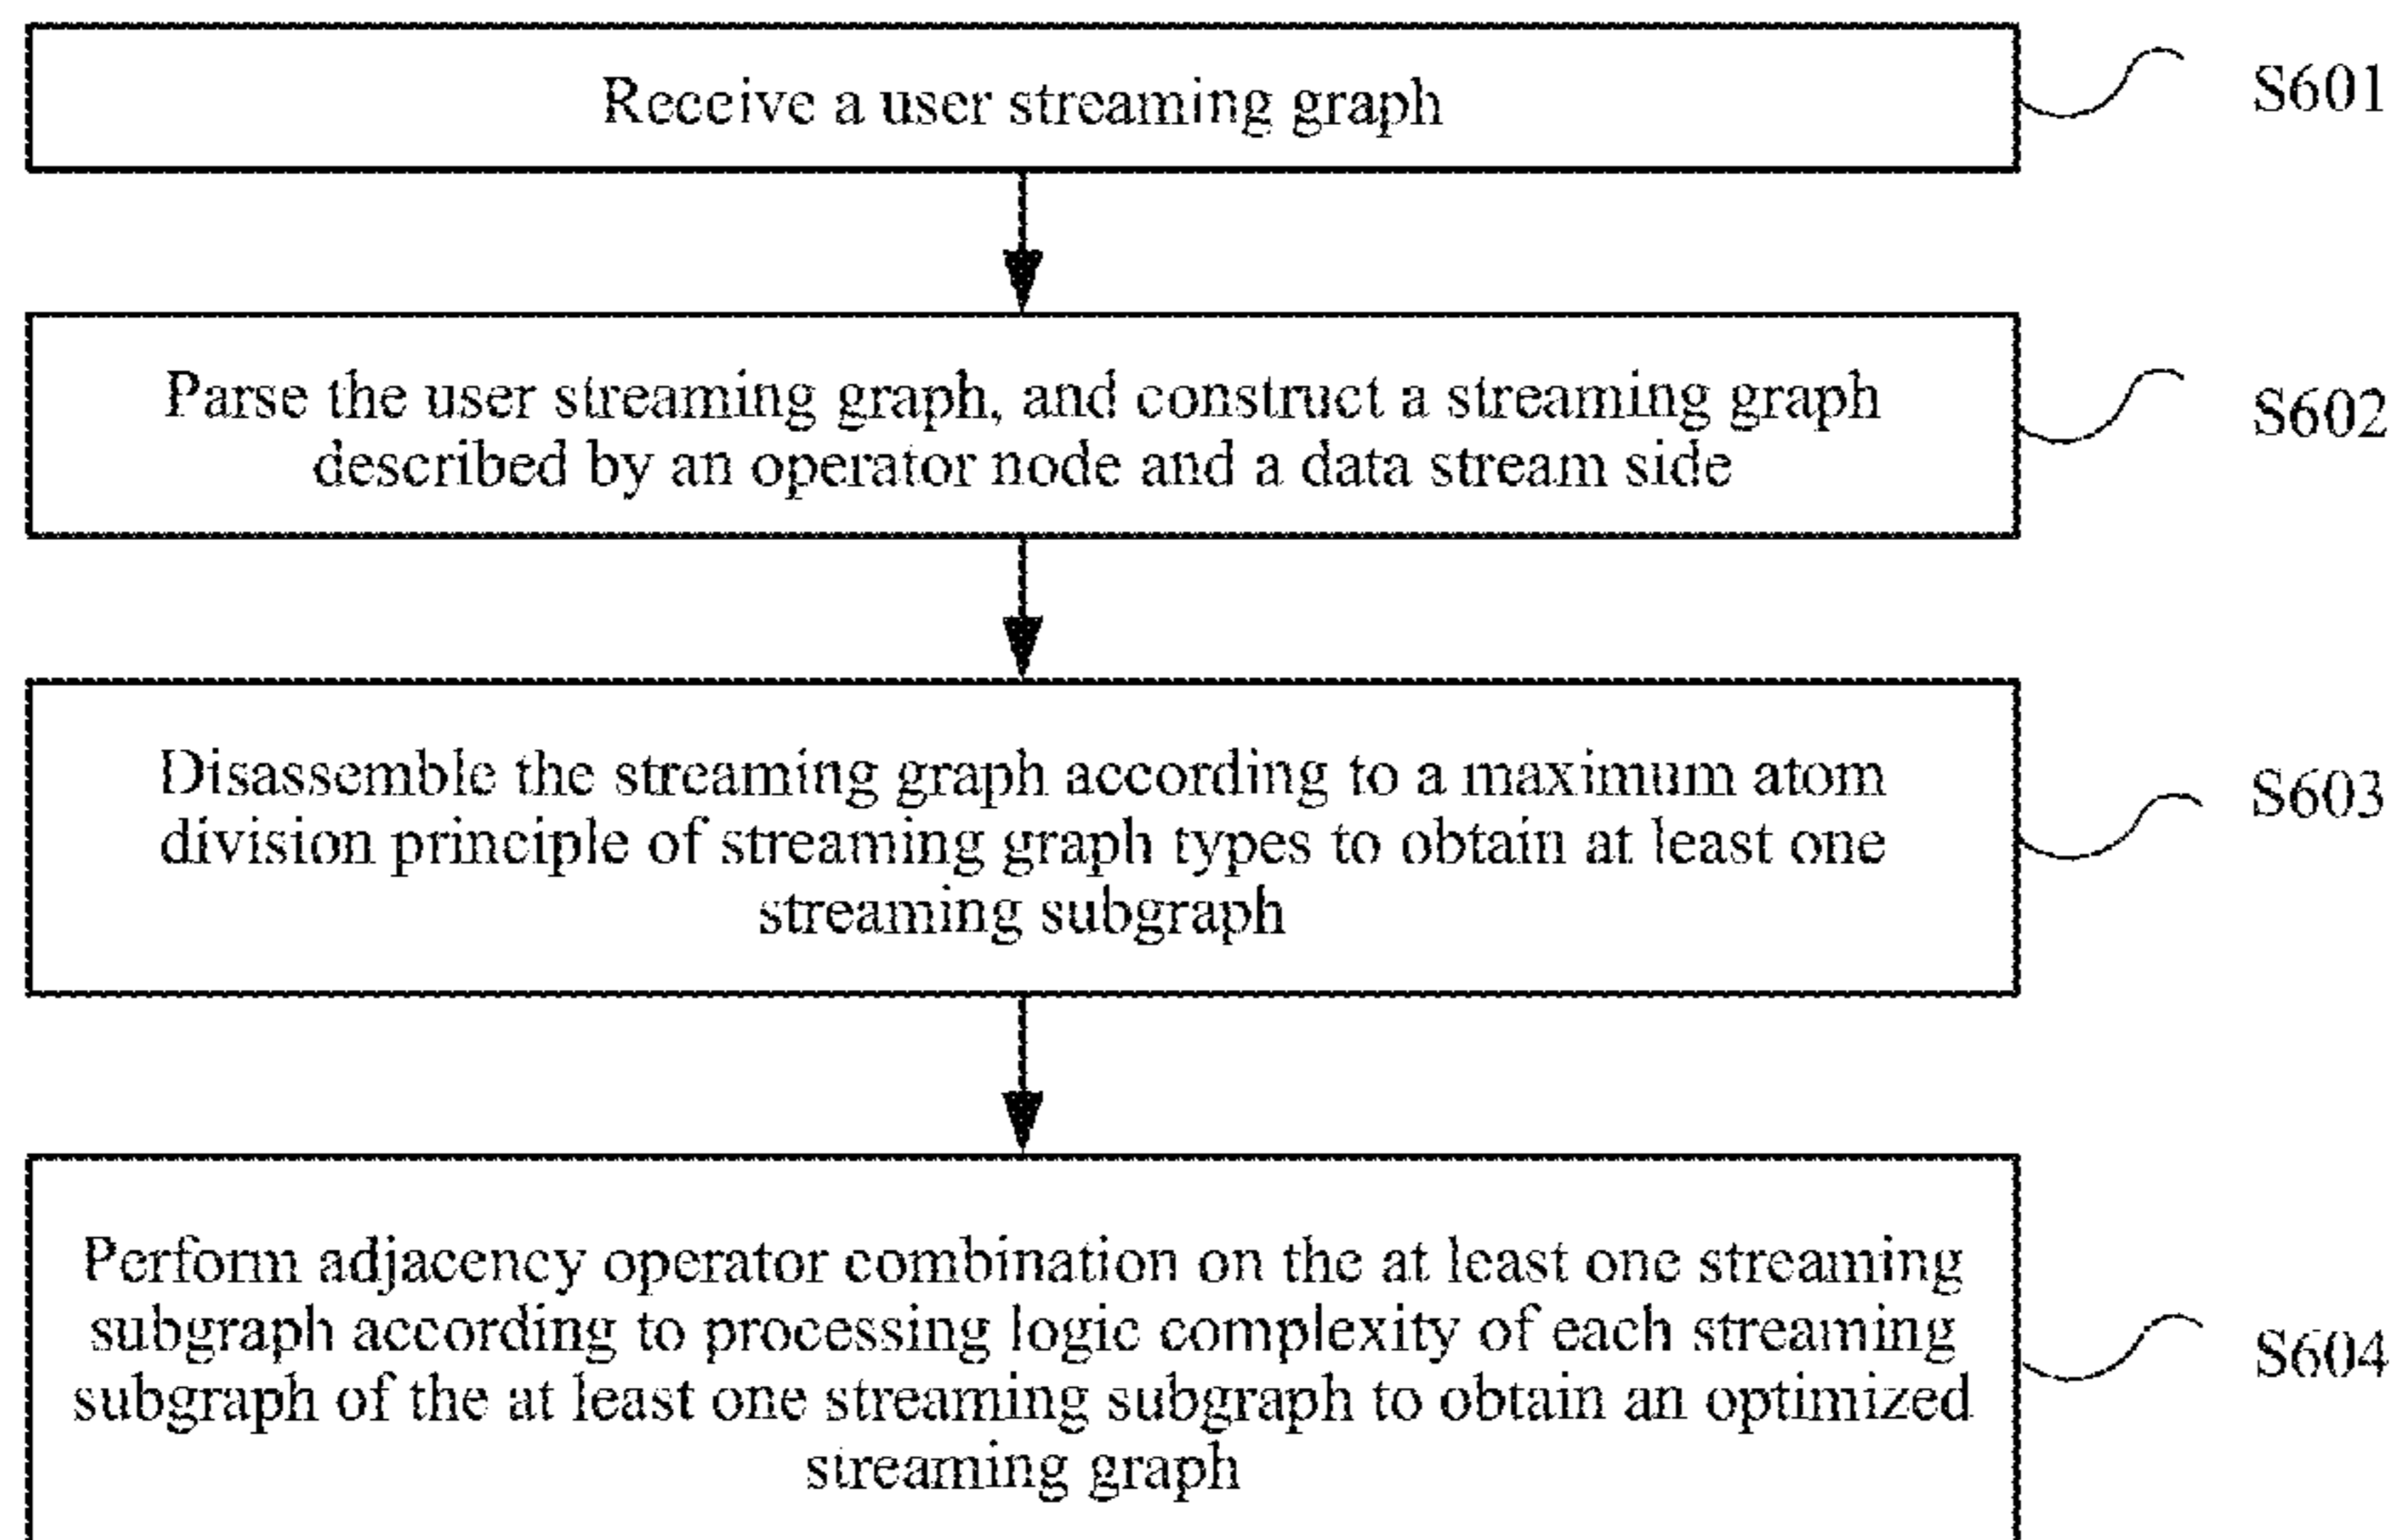 Receive a user streaming graph
S601
Parse the user streaming graph, and construct a streaming graph
described by an operator node and a data stream side
S602
Disassemble the streaming graph according to a maximum atom
division principle of streaming graph types to obtain at least one
streaming subgraph
S603
Perform adjacency operator combination on the at least one streaming
subgraph according to processing logic complexity of each streaming
subgraph of the at least one streaming subgraph to obtain an optimized
streaming graph
S604